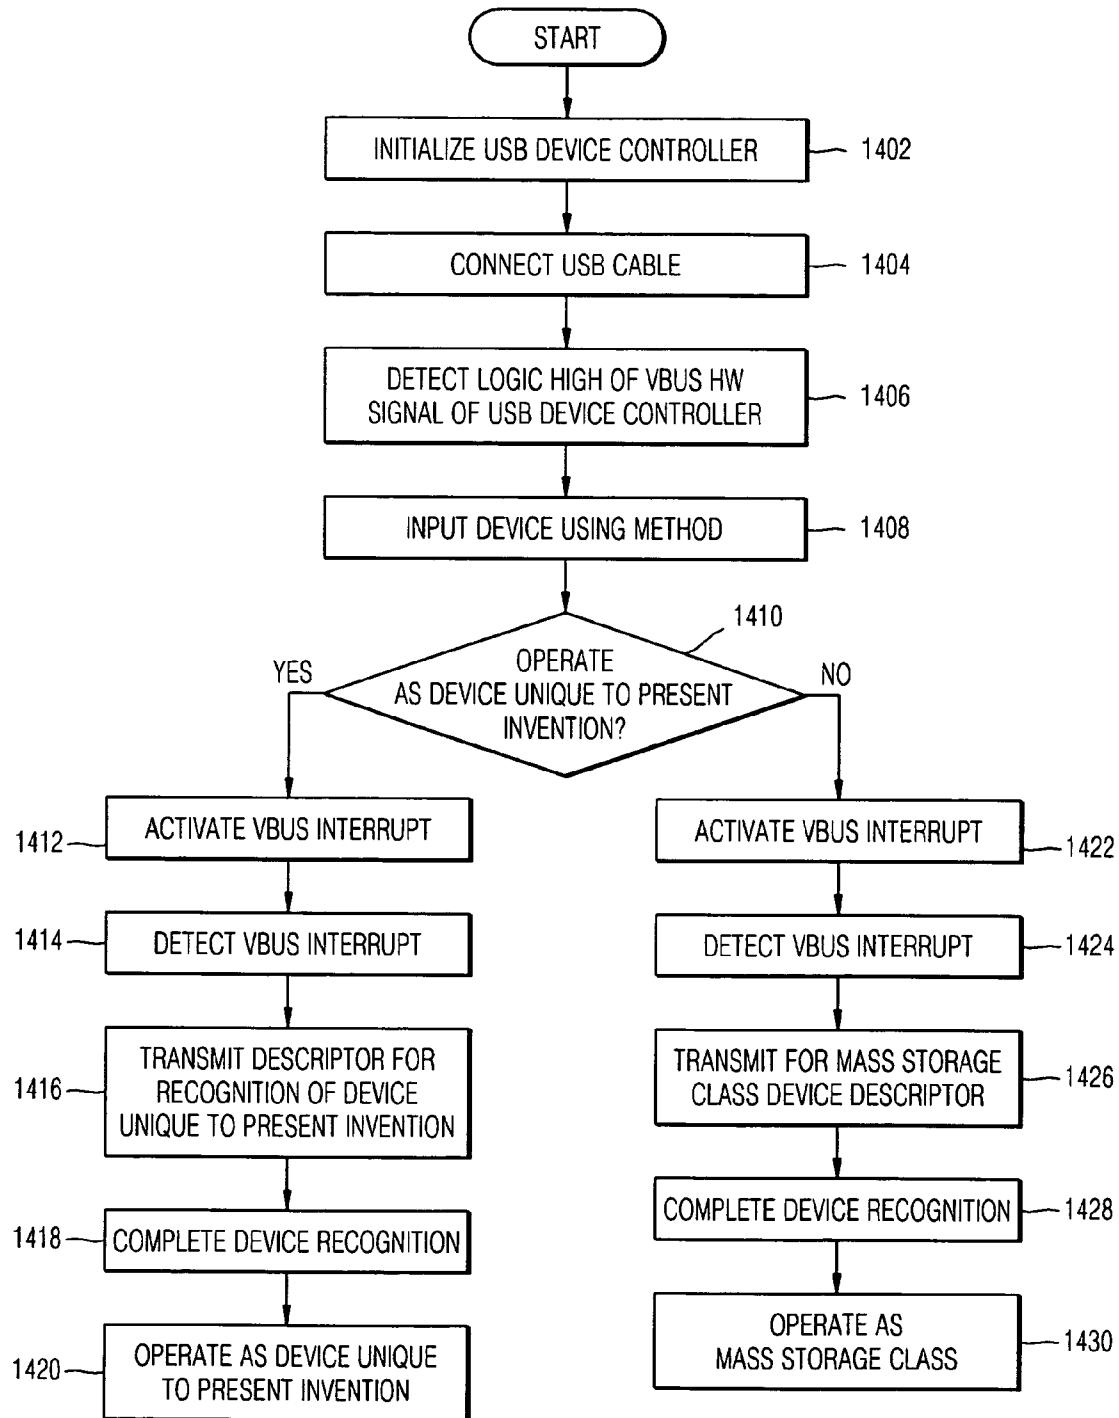 START
INITIALIZE USB DEVICE CONTROLLER
1402
CONNECT USB CABLE
1404
DETECT LOGIC HIGH OF VBUS HW
SIGNAL OF USB DEVICE CONTROLLER
1406
INPUT DEVICE USING METHOD
1408
1410
OPERATE
AS DEVICE UNIQUE TO PRESENT
INVENTION?
YES
NO
1412
ACTIVATE VBUS INTERRUPT
1414
DETECT VBUS INTERRUPT
1416
TRANSMIT DESCRIPTOR FOR
RECOGNITION OF DEVICE
UNIQUE TO PRESENT INVENTION
1418
COMPLETE DEVICE RECOGNITION
1420
OPERATE AS DEVICE UNIQUE
TO PRESENT INVENTION
ACTIVATE VBUS INTERRUPT
1422
DETECT VBUS INTERRUPT
1424
TRANSMIT FOR MASS STORAGE
CLASS DEVICE DESCRIPTOR
1426
COMPLETE DEVICE RECOGNITION
1428
OPERATE AS
MASS STORAGE CLASS
1430